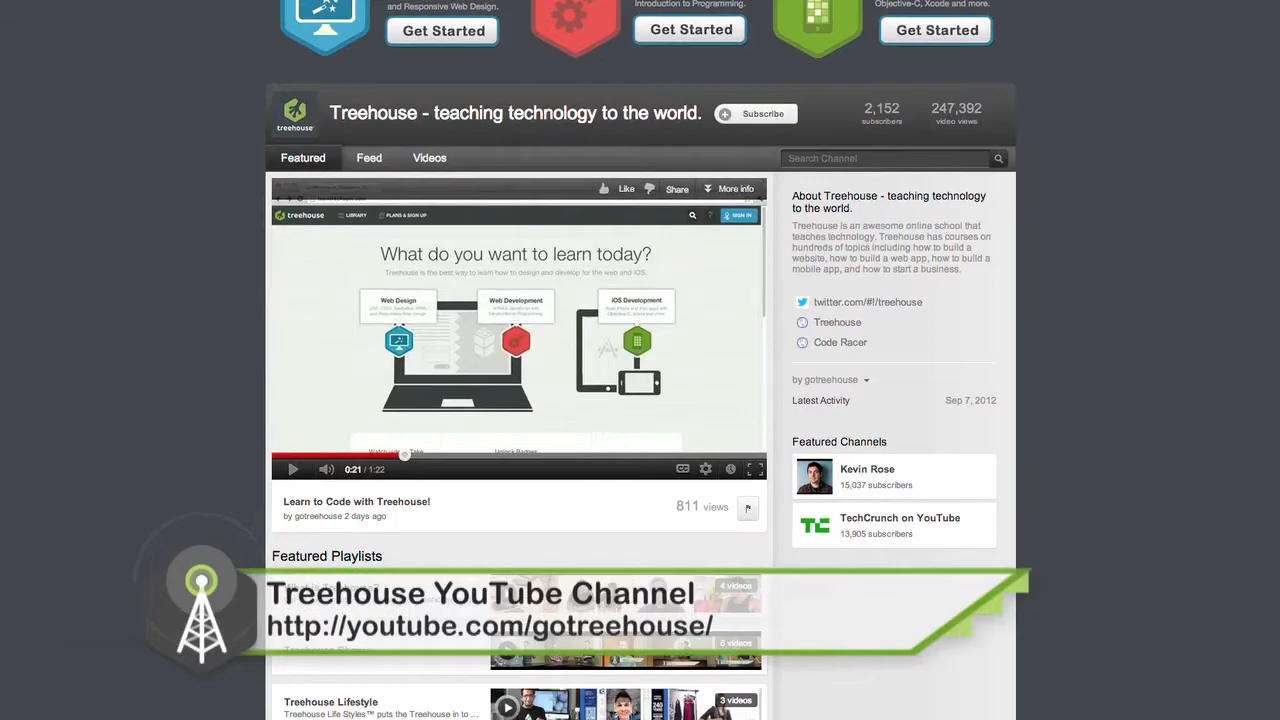 and Responsive Web Design.
Introduction to Programming.
Objective-C, Xcode and more.
Get Started
Get Started
Get Started
treehouse
Treehouse - teaching technology to the world.
Subscribe
2,152
subscribers
247,392
video views
Featured
Feed
Videos
Search Channel
Like
Share
More info
treehouse
LIBRARY
PLANS & SIGN UP
SIGN IN
What do you want to learn today?
Treehouse is the best way to learn how to design and develop for the web and iOS.
Web Design
Web Development
iOS Development
0:21 / 1:22
CC
Learn to Code with Treehouse!
by gotreehouse 2 days ago
811 views
About Treehouse - teaching technology
to the world.
Treehouse is an awesome online school that
teaches technology. Treehouse has courses on
hundreds of topics including how to build a
website, how to build a web app, how to build a
mobile app, and how to start a business.
twitter.com/#!/treehouse
Treehouse
Code Racer
by gotreehouse
Latest Activity
Sep 7, 2012
Featured Channels
Kevin Rose
15,037 subscribers
TC
TechCrunch on YouTube
13,905 subscribers
Featured Playlists
4 videos
Treehouse YouTube Channel
http://youtube.com/gotreehouse/
6 videos
Treehouse Lifestyle
Treehouse Life Styles™ puts the Treehouse in to ...
3 videos